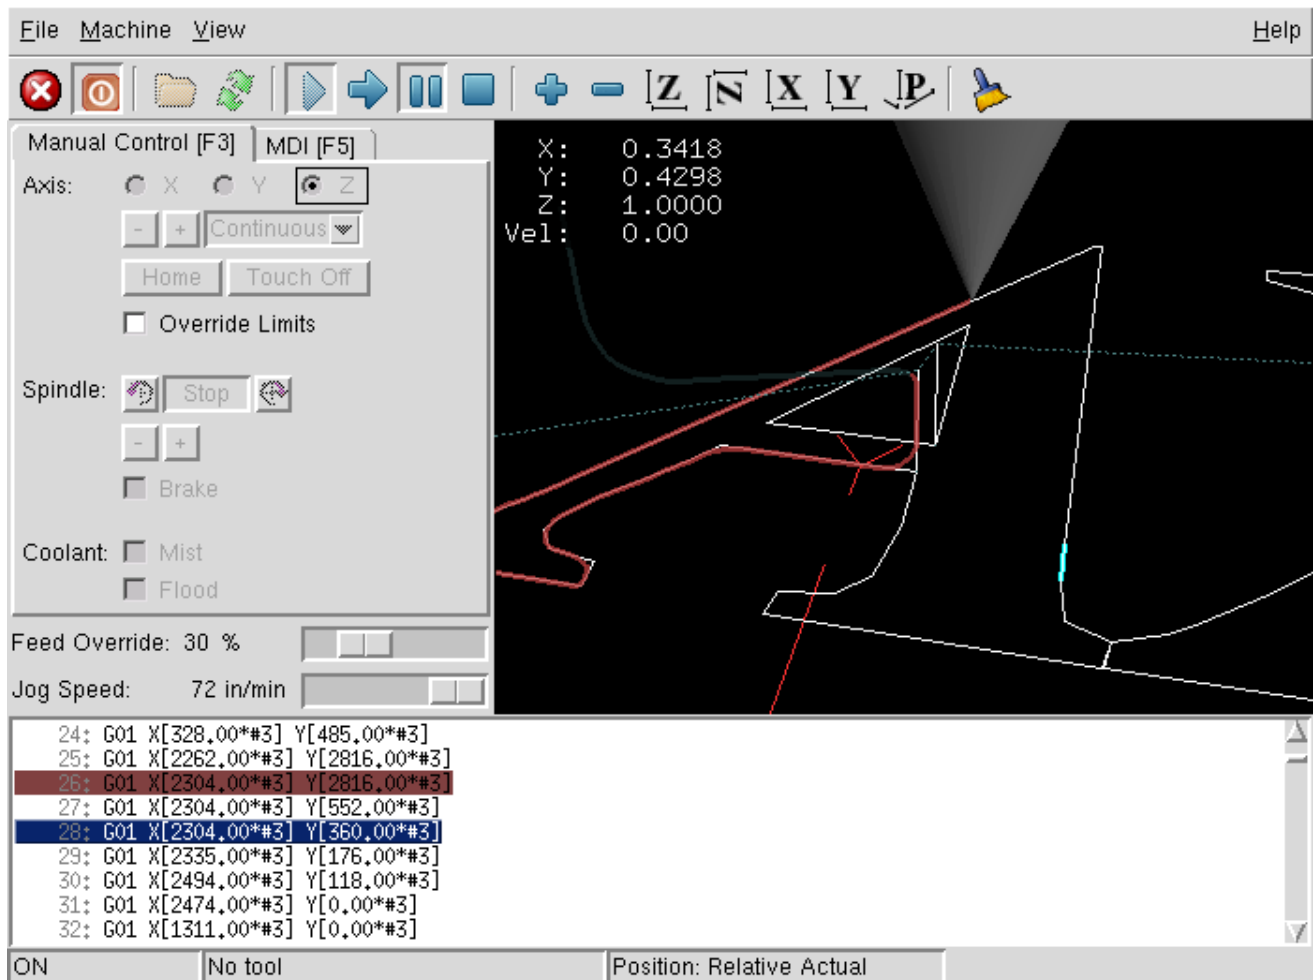 File Machine View Help
Z N X Y P
Manual Control [F3] MDI [F5]
Axis: X Y Z
- + Continuous
Home Touch Off
Override Limits
Spindle: Stop
- +
Brake
Coolant: Mist
Flood
Feed Override: 30 %
Jog Speed: 72 in/min
X: 0.3418
Y: 0.4298
Z: 1.0000
Vel: 0.00
24: G01 X[328.00*#3] Y[485.00*#3]
25: G01 X[2262.00*#3] Y[2816.00*#3]
26: G01 X[2304.00*#3] Y[2816.00*#3]
27: G01 X[2304.00*#3] Y[552.00*#3]
28: G01 X[2304.00*#3] Y[360.00*#3]
29: G01 X[2335.00*#3] Y[176.00*#3]
30: G01 X[2494.00*#3] Y[118.00*#3]
31: G01 X[2474.00*#3] Y[0.00*#3]
32: G01 X[1311.00*#3] Y[0.00*#3]
ON No tool Position: Relative Actual